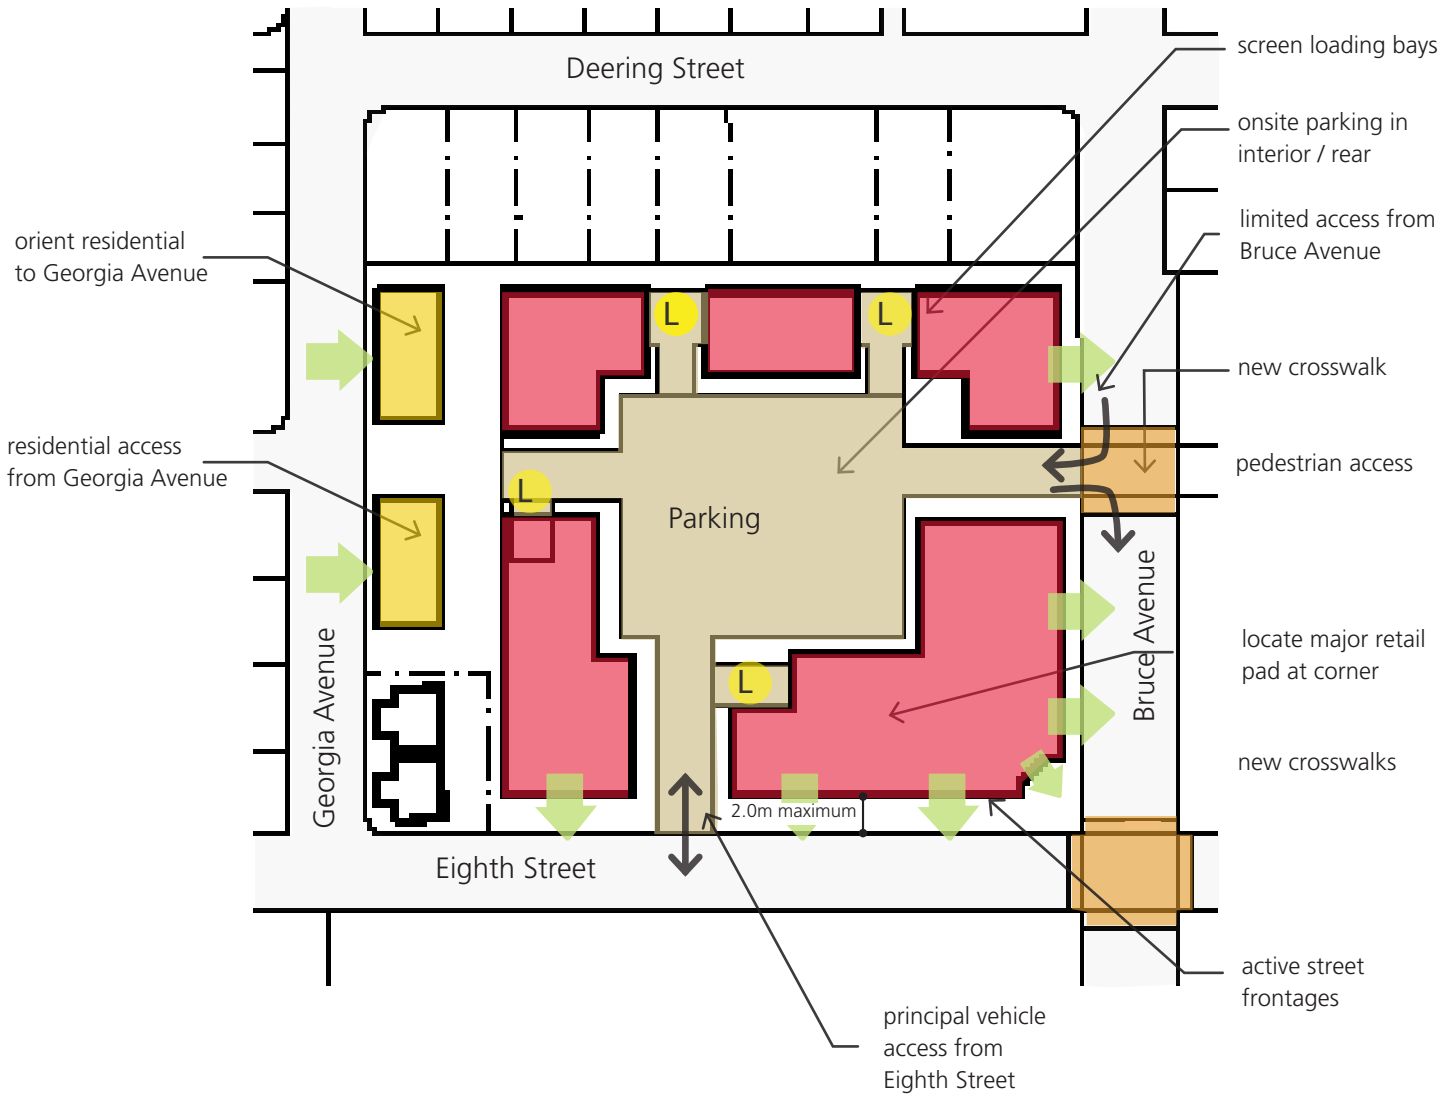 screen loading bays
Deering Street
onsite parking in
interior / rear
limited access from
Bruce Avenue
orient residential
to Georgia Avenue
L
L
new crosswalk
residential access
from Georgia Avenue
pedestrian access
L
Parking
Bruce Avenue
locate major retail
pad at corner
Georgia Avenue
L
new crosswalks
2.0m maximum
Eighth Street
active street
frontages
principal vehicle
access from
Eighth Street